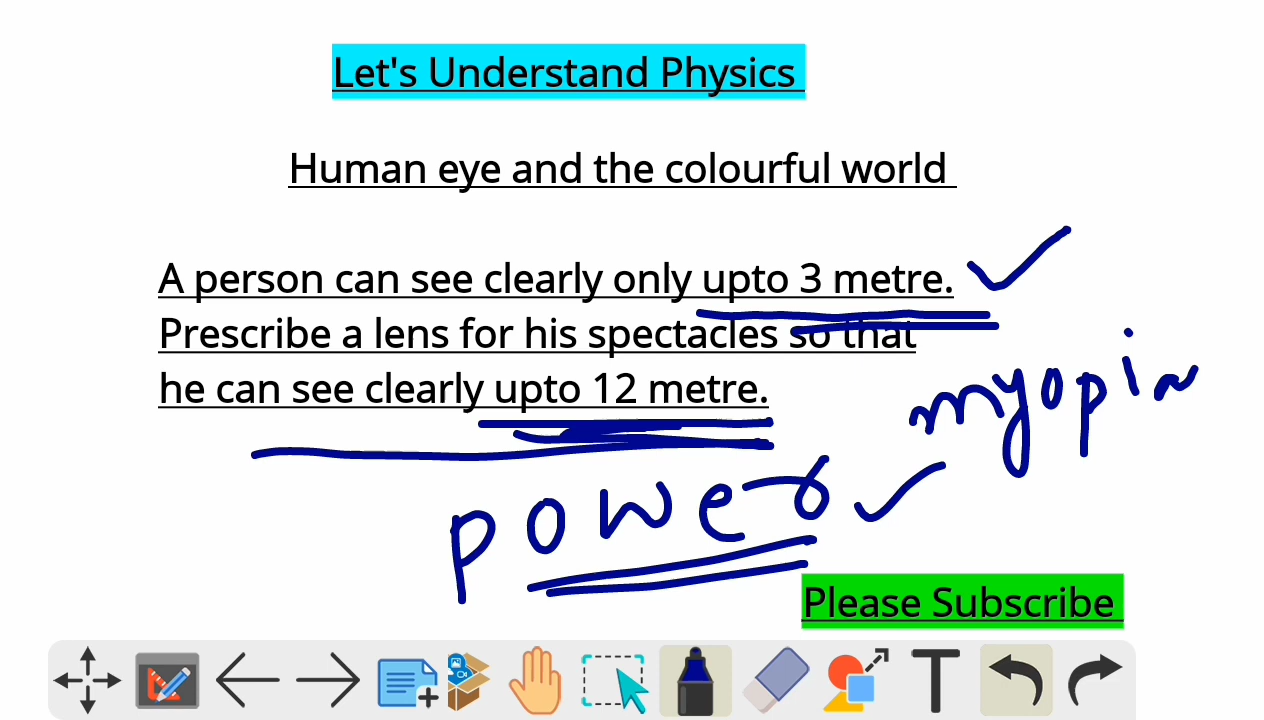 Let's Understand Physics
Human eye and the colourful world
A person can see clearly only upto 3 metre.
Prescribe a lens for his spectacles so that
he can see clearly upto 12 metre.
myopia
power
Please Subscribe